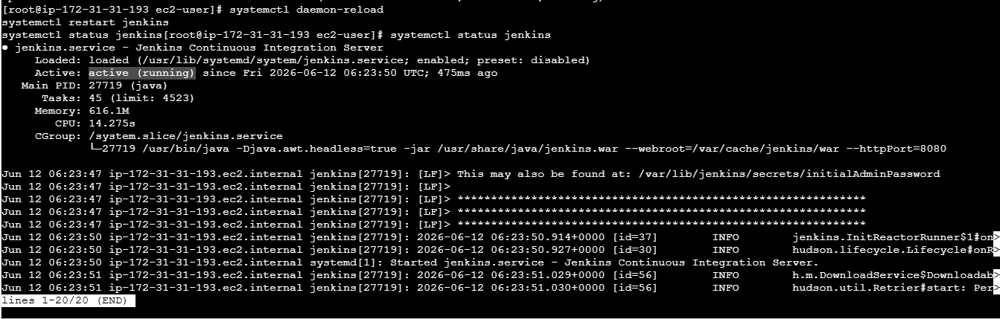 [root@ip-172-31-31-193 ec2-user]# systemctl daemon-reload
systemctl restart jenkins
systemctl status jenkins[root@ip-172-31-31-193 ec2-user]# systemctl status jenkins
● jenkins.service - Jenkins Continuous Integration Server
     Loaded: loaded (/usr/lib/systemd/system/jenkins.service; enabled; preset: disabled)
     Active: active (running) since Fri 2026-06-12 06:23:50 UTC; 475ms ago
   Main PID: 27719 (java)
      Tasks: 45 (limit: 4523)
     Memory: 616.1M
        CPU: 14.275s
     CGroup: /system.slice/jenkins.service
             └─27719 /usr/bin/java -Djava.awt.headless=true -jar /usr/share/java/jenkins.war --webroot=/var/cache/jenkins/war --httpPort=8080
Jun 12 06:23:47 ip-172-31-31-193.ec2.internal jenkins[27719]: [LF]> This may also be found at: /var/lib/jenkins/secrets/initialAdminPassword
Jun 12 06:23:47 ip-172-31-31-193.ec2.internal jenkins[27719]: [LF]>
Jun 12 06:23:47 ip-172-31-31-193.ec2.internal jenkins[27719]: [LF]> *************************************************************
Jun 12 06:23:47 ip-172-31-31-193.ec2.internal jenkins[27719]: [LF]> *************************************************************
Jun 12 06:23:47 ip-172-31-31-193.ec2.internal jenkins[27719]: [LF]> *************************************************************
Jun 12 06:23:50 ip-172-31-31-193.ec2.internal jenkins[27719]: 2026-06-12 06:23:50.914+0000 [id=37]        INFO        jenkins.InitReactorRunner$1#on>
Jun 12 06:23:50 ip-172-31-31-193.ec2.internal jenkins[27719]: 2026-06-12 06:23:50.927+0000 [id=30]        INFO        hudson.lifecycle.Lifecycle#onR>
Jun 12 06:23:50 ip-172-31-31-193.ec2.internal systemd[1]: Started jenkins.service - Jenkins Continuous Integration Server.
Jun 12 06:23:51 ip-172-31-31-193.ec2.internal jenkins[27719]: 2026-06-12 06:23:51.029+0000 [id=56]        INFO        h.m.DownloadService$Downloadab>
Jun 12 06:23:51 ip-172-31-31-193.ec2.internal jenkins[27719]: 2026-06-12 06:23:51.030+0000 [id=56]        INFO        hudson.util.Retrier#start: Per>
lines 1-20/20 (END)